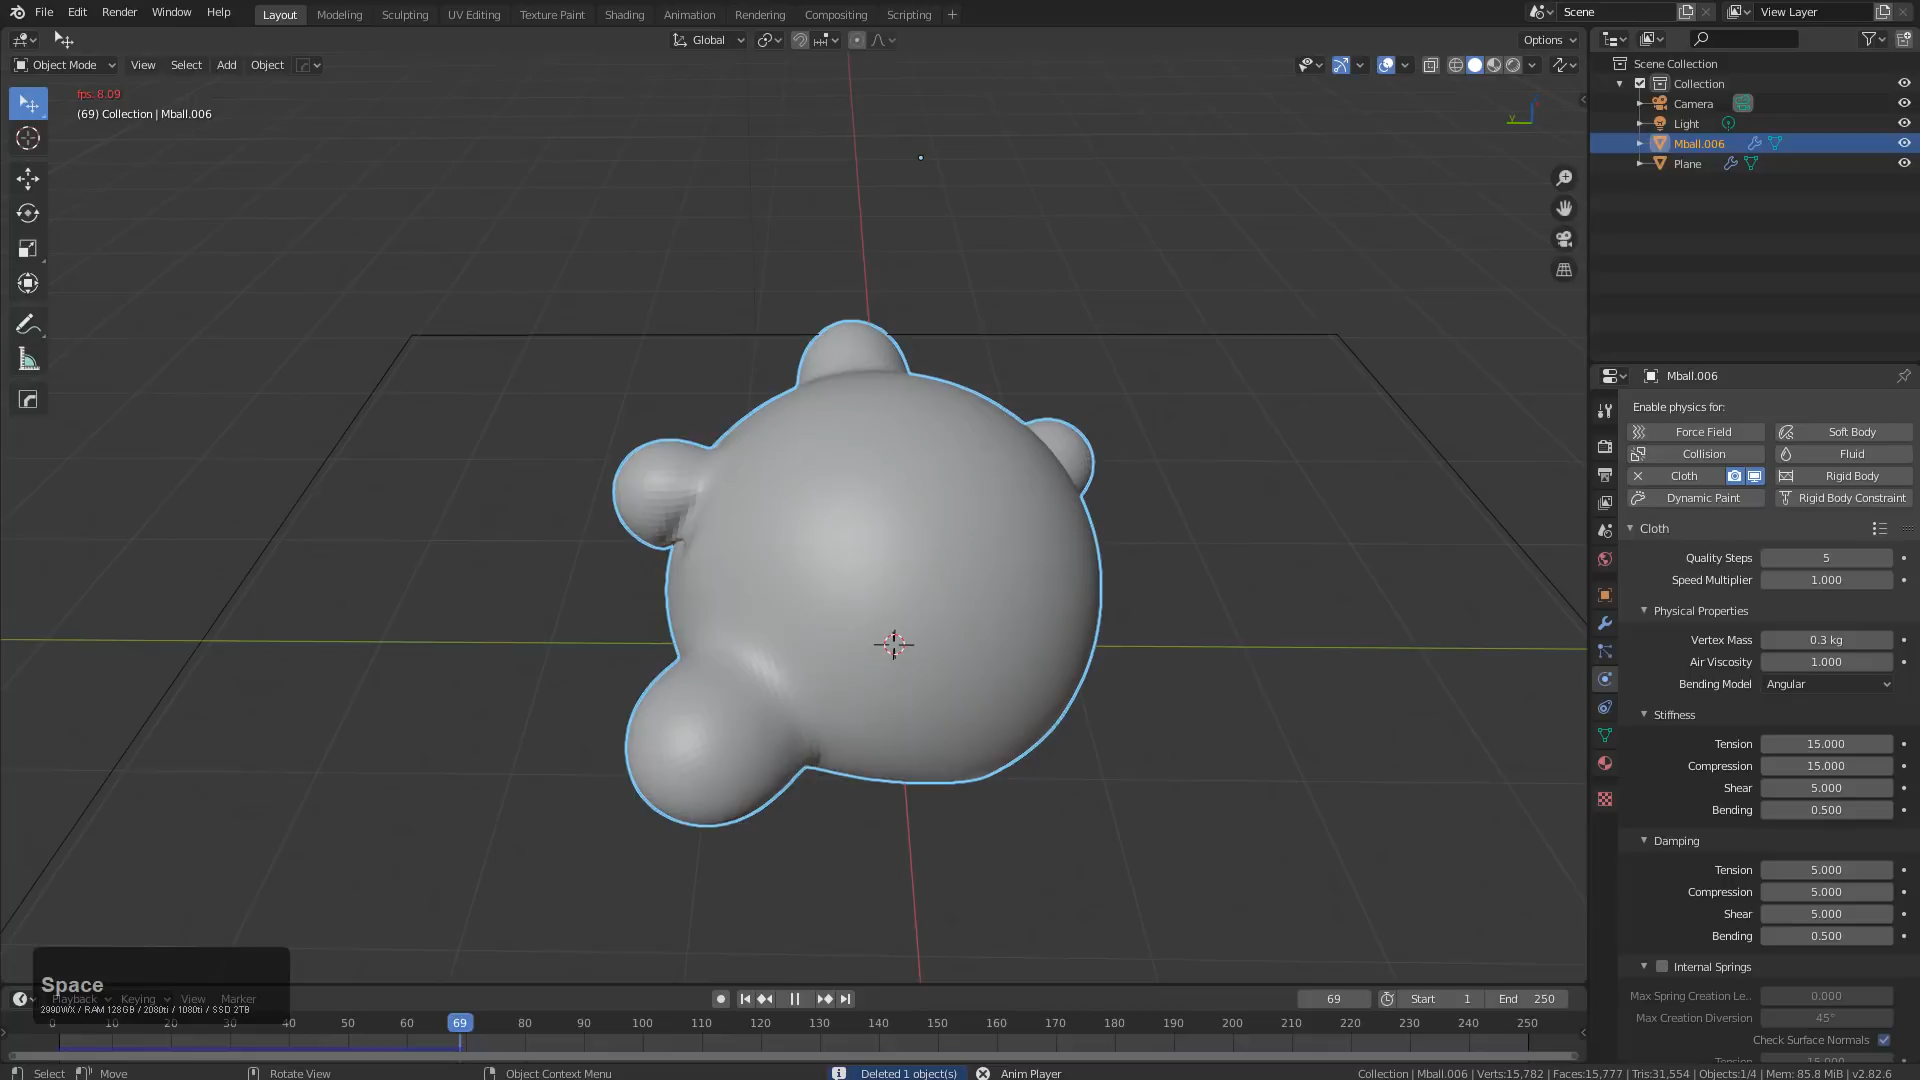 File Edit Render Window Help Layout Modeling Sculpting UV Editing Texture Paint Shading Animation Rendering Compositing Scripting + Scene View Layer
Global Options
Object Mode View Select Add Object
fps: 8.09
(69) Collection | Mball.006
Y
Scene Collection
Collection
Camera
Light
Mball.006
Plane
Mball.006
Enable physics for:
Force Field Soft Body
Collision Fluid
Cloth Rigid Body
Dynamic Paint Rigid Body Constraint
Cloth
Quality Steps 5
Speed Multiplier 1.000
Physical Properties
Vertex Mass 0.3 kg
Air Viscosity 1.000
Bending Model Angular
Stiffness
Tension 15.000
Compression 15.000
Shear 5.000
Bending 0.500
Damping
Tension 5.000
Compression 5.000
Shear 5.000
Bending 0.500
Internal Springs
Max Spring Creation Le.. 0.000
Max Creation Diversion 45°
Check Surface Normals
Tension 15.000
Space
Playback Keying View Marker 69 Start 1 End 250
2990WX / RAM 128GB / 2080ti / 1080ti / SSD 2TB
0 10 20 30 40 50 60 69 80 90 100 110 120 130 140 150 160 170 180 190 200 210 220 230 240 250
Select Move Rotate View Object Context Menu Deleted 1 object(s) Anim Player Collection | Mball.006 | Verts:15,782 | Faces:15,777 | Tris:31,554 | Objects:1/4 | Mem: 85.8 MiB | v2.82.6